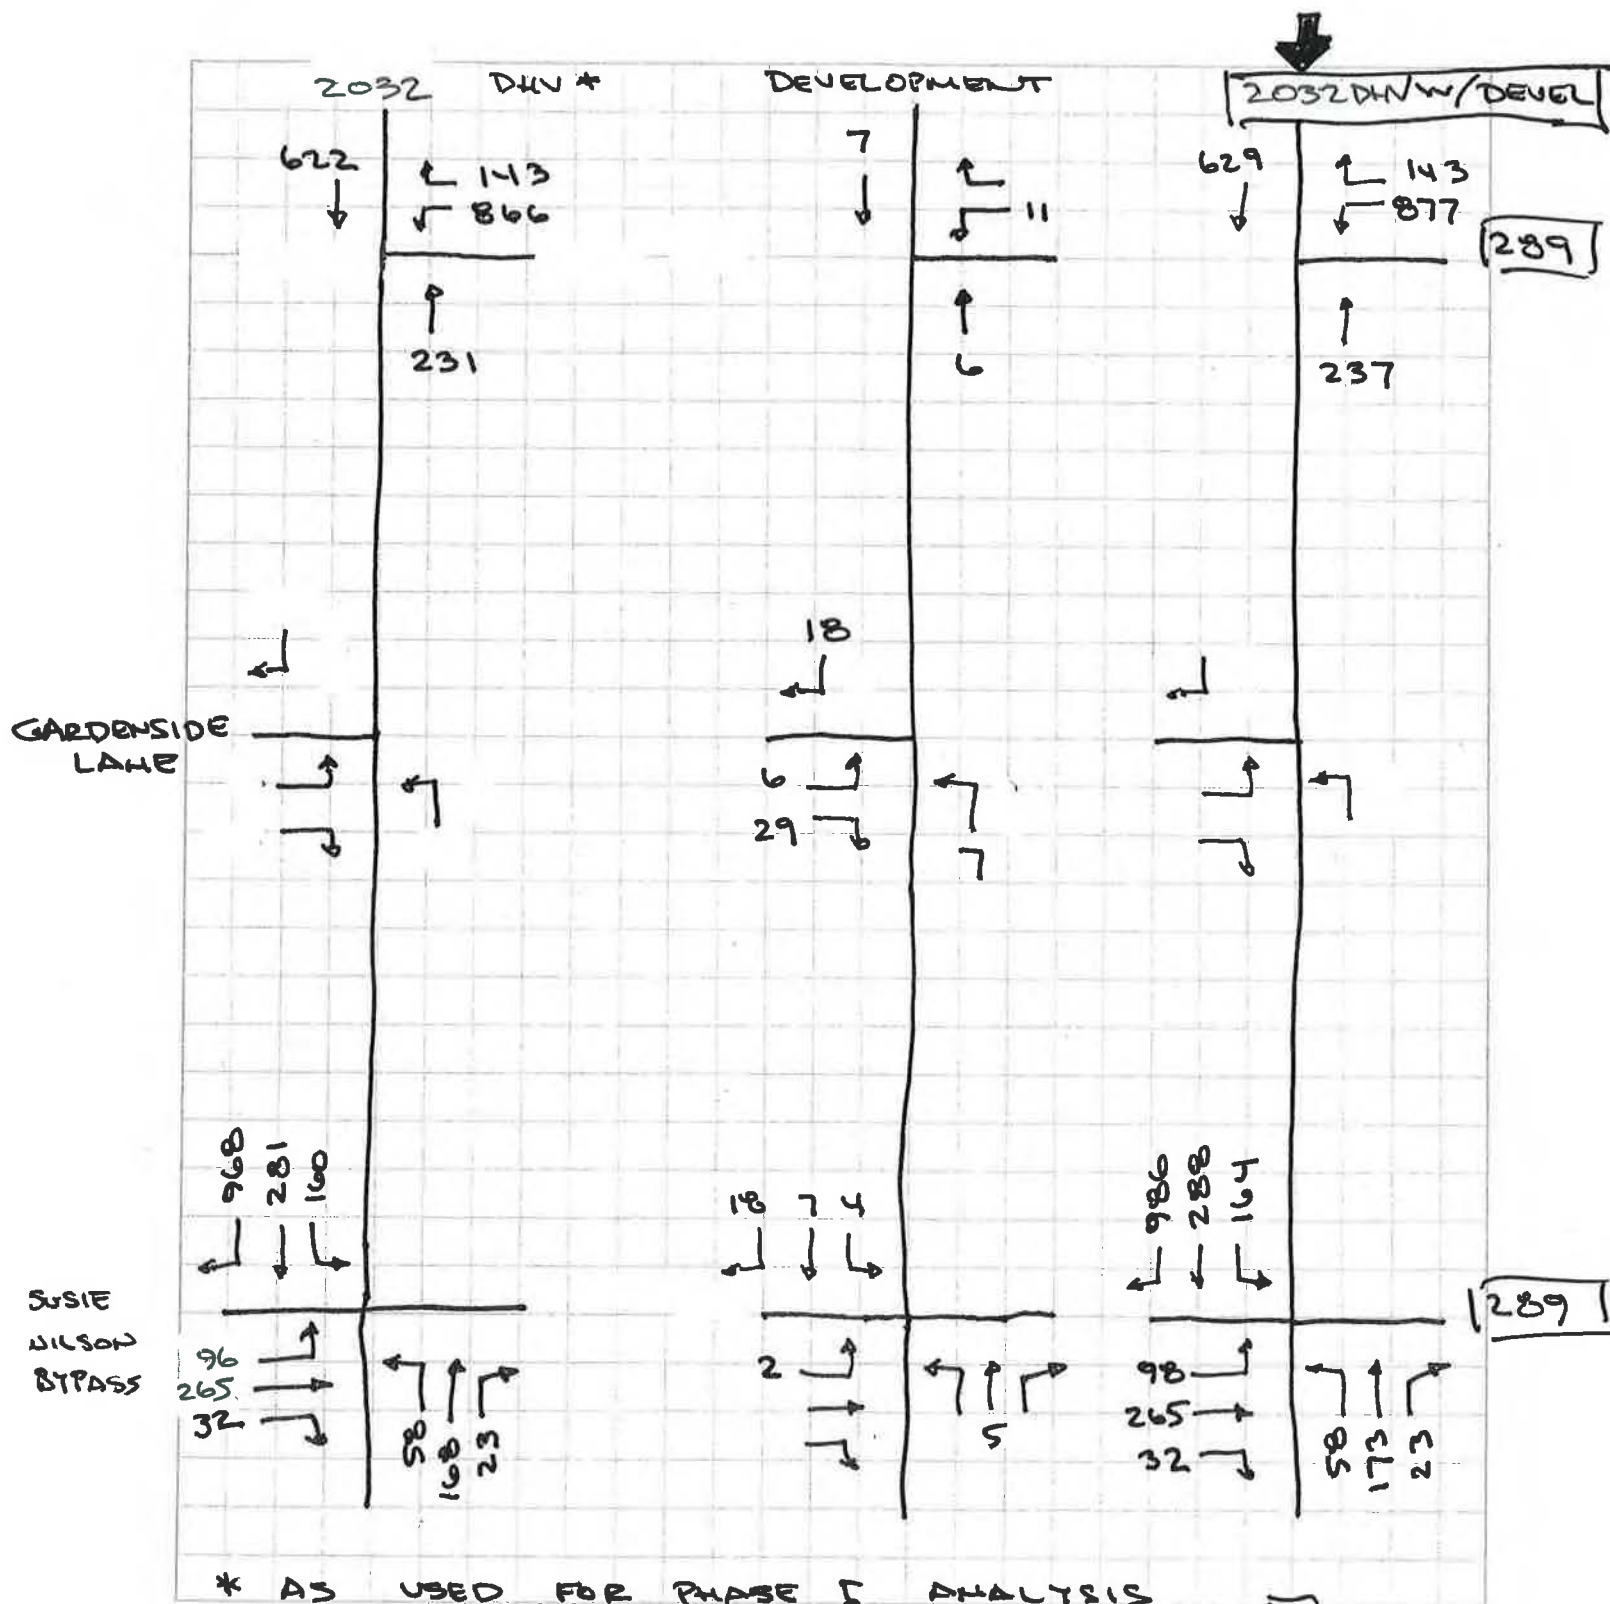 2032 DHV * DEVELOPMENT 2032 DHV W/ DEVEL
622 143 7 629 143
866 11 877
289
231 6 237
18
GARDENSIDE
LANE
6
29 7
968 281 160 18 7 4 986 288 164
SUSIE 289
WILSON
BYPASS
96 2 98
265 265
32 5 32
58 168 23 58 173 23
* AS USED FOR PHASE I ANALYSIS